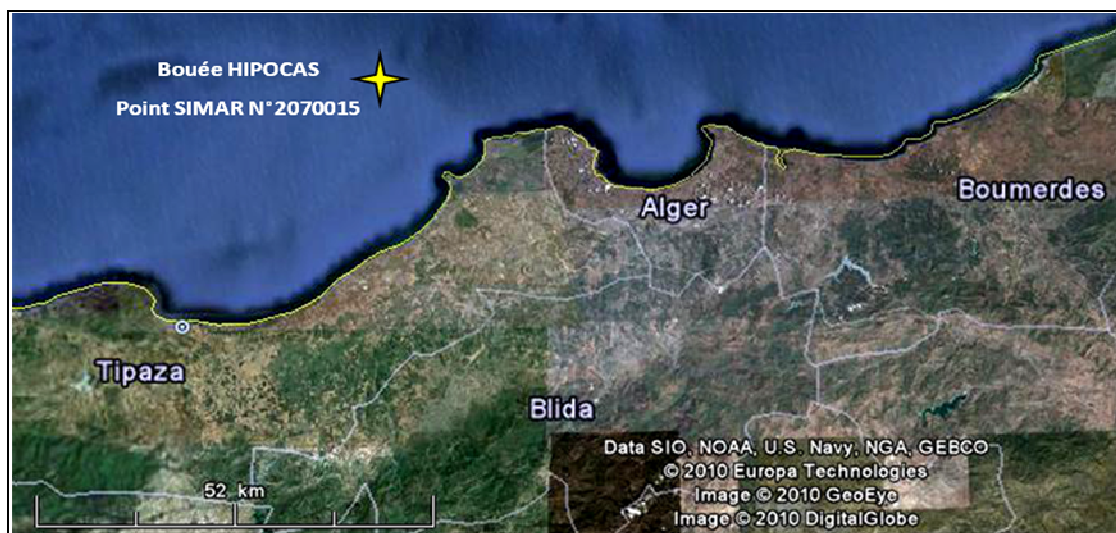 Bouée HIPOCAS
Point SIMAR N°2070015
Alger
Boumerdes
Tipaza
Blida
52 km
Data SIO, NOAA, U.S. Navy, NGA, GEBCO
© 2010 Europa Technologies
Image © 2010 GeoEye
Image © 2010 DigitalGlobe